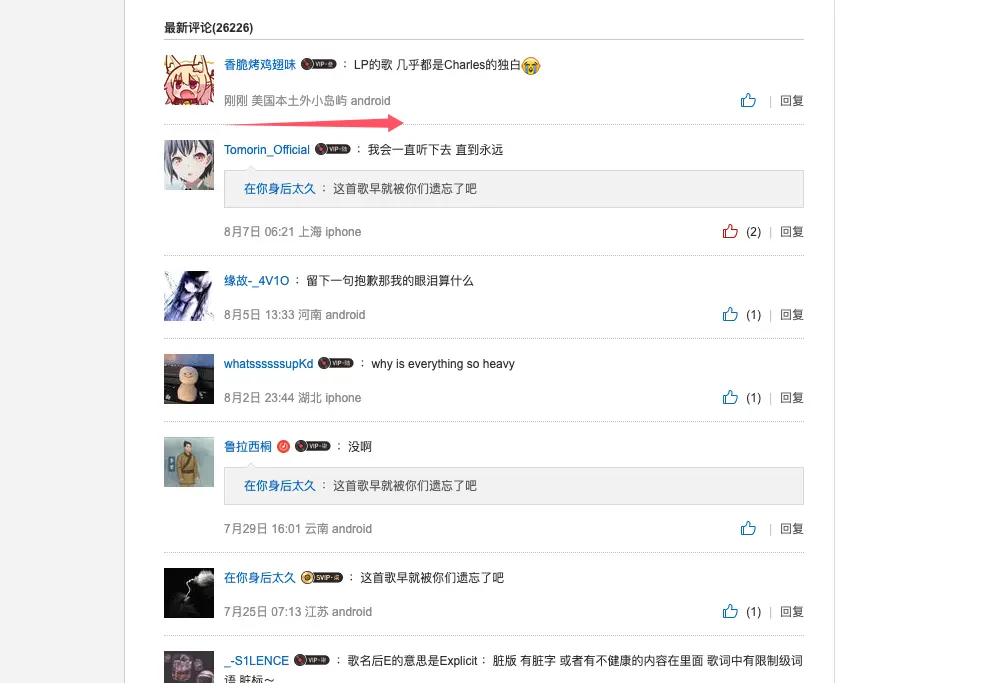 最新评论(26226)
香脆烤鸡翅味 VIP·叁 ： LP的歌 几乎都是Charles的独白
刚刚 美国本土外小岛屿 android | 回复
Tomorin_Official VIP·陆 ： 我会一直听下去 直到永远
在你身后太久 ： 这首歌早就被你们遗忘了吧
8月7日 06:21 上海 iphone (2) | 回复
缘故-_4V1O ： 留下一句抱歉那我的眼泪算什么
8月5日 13:33 河南 android (1) | 回复
whatssssssupKd VIP·陆 ： why is everything so heavy
8月2日 23:44 湖北 iphone (1) | 回复
鲁拉西桐 VIP·柒 ： 没啊
在你身后太久 ： 这首歌早就被你们遗忘了吧
7月29日 16:01 云南 android | 回复
在你身后太久 SVIP ： 这首歌早就被你们遗忘了吧
7月25日 07:13 江苏 android (1) | 回复
_-S1LENCE VIP·柒 ： 歌名后E的意思是Explicit： 脏版 有脏字 或者有不健康的内容在里面 歌词中有限制级词
语 脏标～